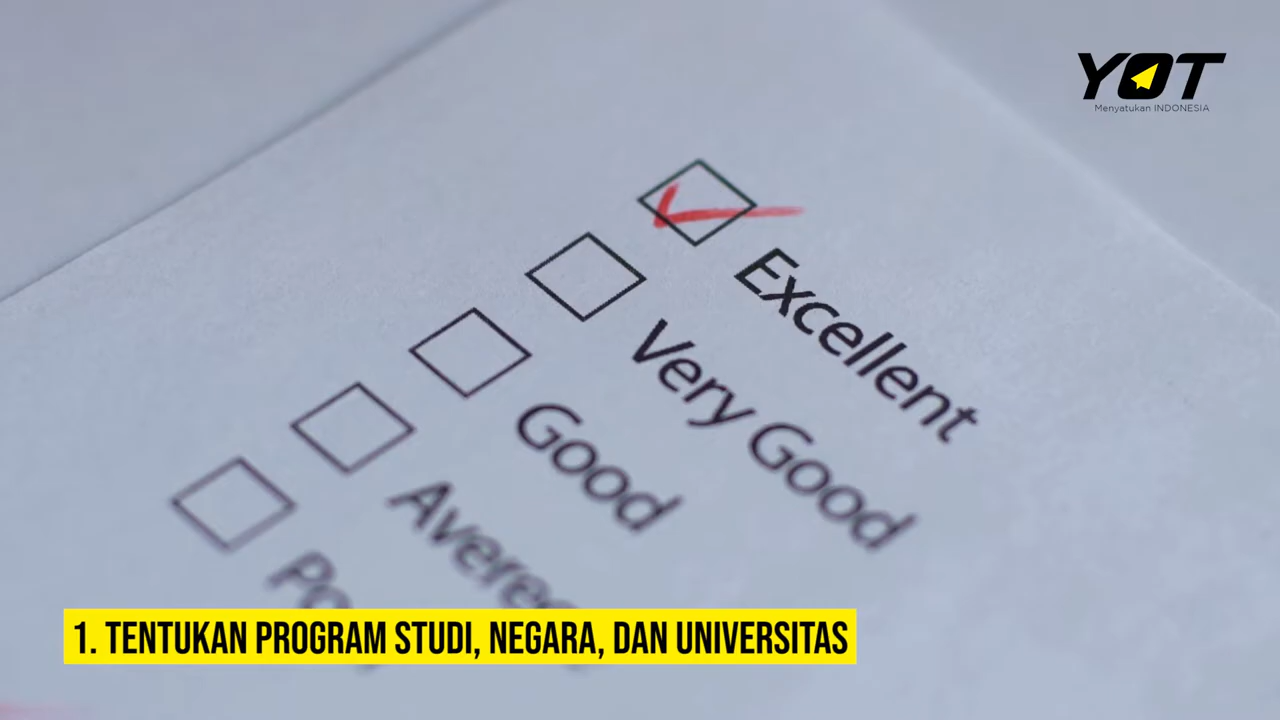 YOT
Menyatukan INDONESIA
Excellent
Very Good
Good
1. TENTUKAN PROGRAM STUDI, NEGARA, DAN UNIVERSITAS